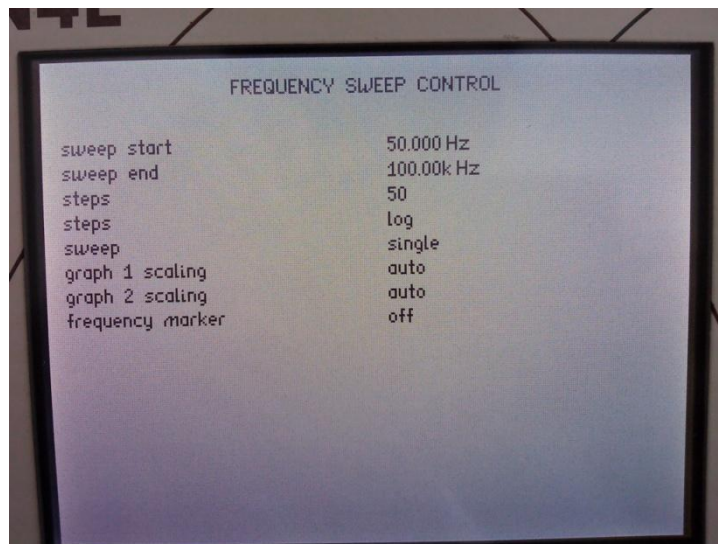 N4L
FREQUENCY SWEEP CONTROL
sweep start 50.000 Hz
sweep end 100.00k Hz
steps 50
steps log
sweep single
graph 1 scaling auto
graph 2 scaling auto
frequency marker off